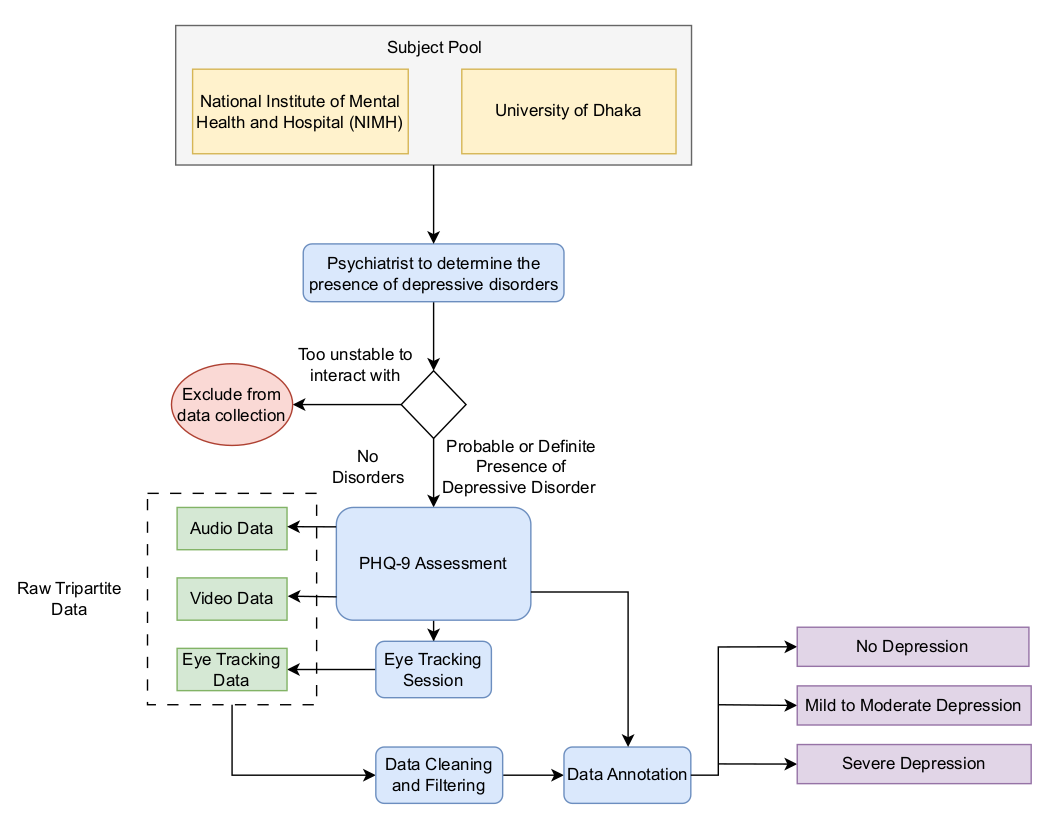 Subject Pool
National Institute of Mental
Health and Hospital (NIMH)
University of Dhaka
Psychiatrist to determine the
presence of depressive disorders
Too unstable to
interact with
Exclude from
data collection
No
Disorders
Probable or Definite
Presence of
Depressive Disorder
Audio Data
PHQ-9 Assessment
Raw Tripartite
Data
Video Data
Eye Tracking
Data
Eye Tracking
Session
No Depression
Mild to Moderate Depression
Severe Depression
Data Cleaning
and Filtering
Data Annotation